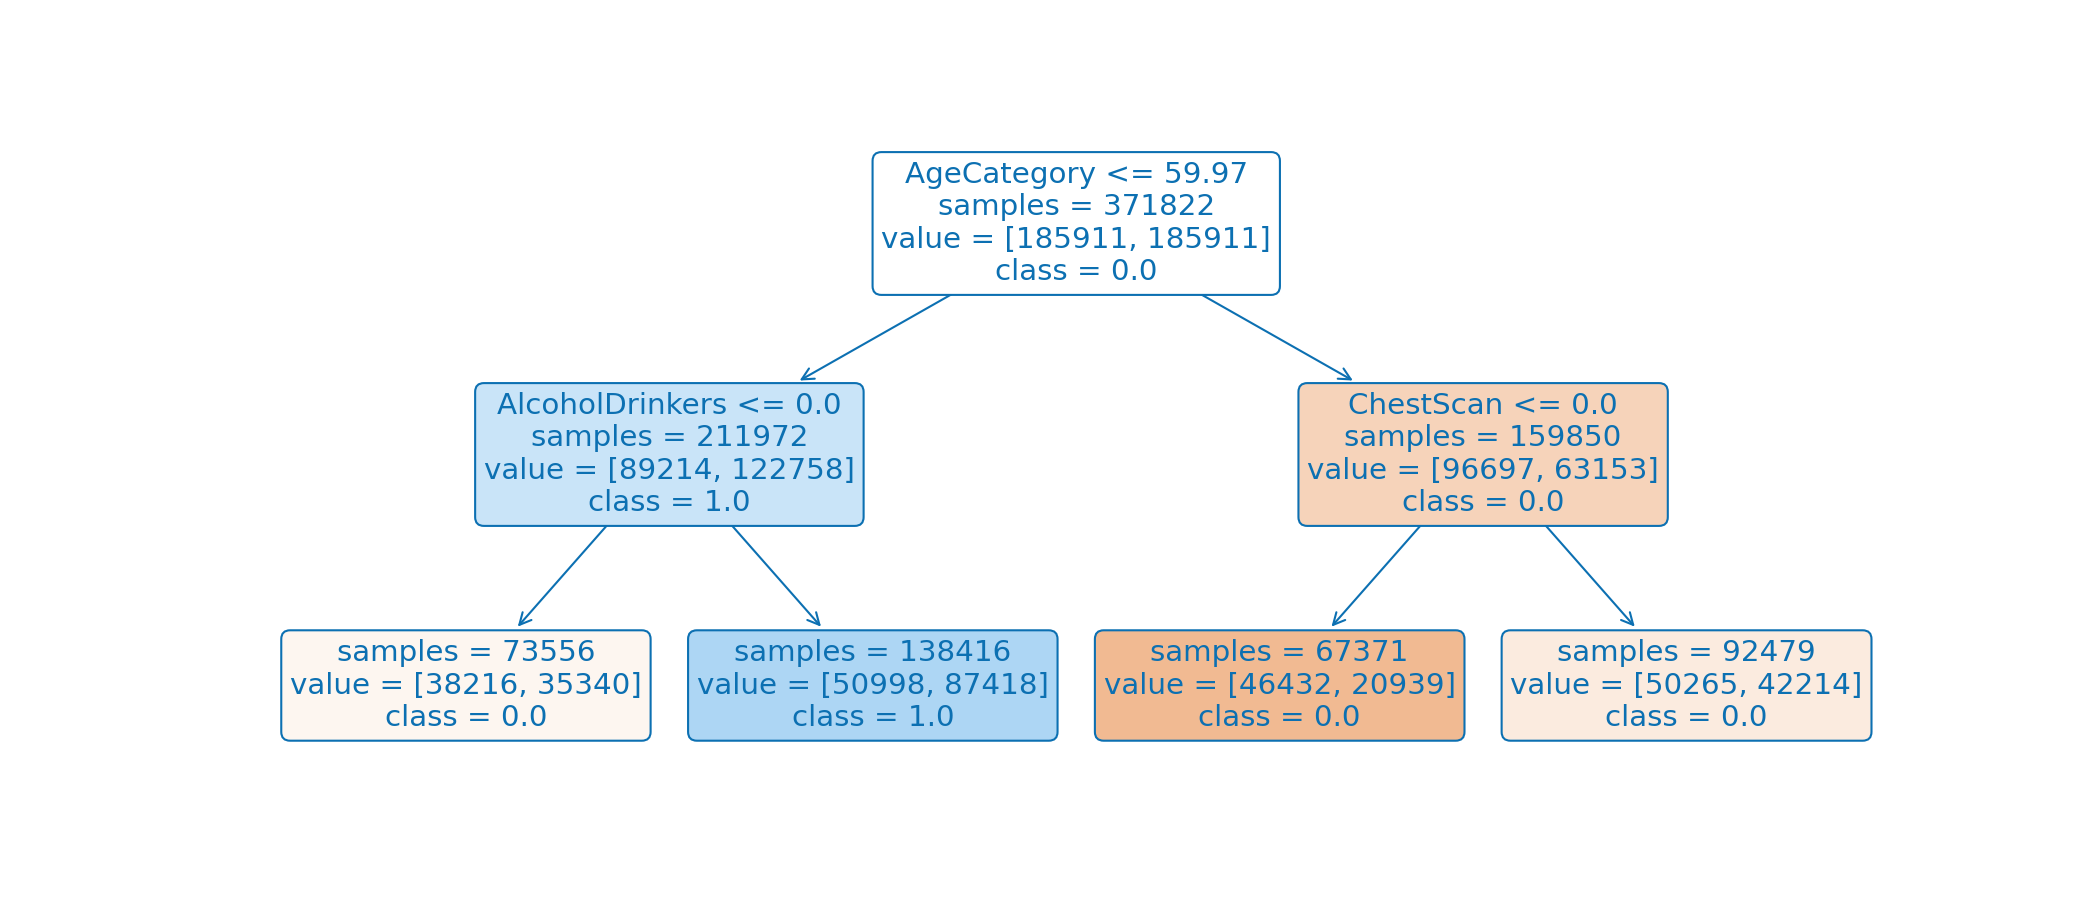 AgeCategory <= 59.97
samples = 371822
value = [185911, 185911]
class = 0.0
AlcoholDrinkers <= 0.0
samples = 211972
value = [89214, 122758]
class = 1.0
ChestScan <= 0.0
samples = 159850
value = [96697, 63153]
class = 0.0
samples = 73556
value = [38216, 35340]
class = 0.0
samples = 138416
value = [50998, 87418]
class = 1.0
samples = 67371
value = [46432, 20939]
class = 0.0
samples = 92479
value = [50265, 42214]
class = 0.0